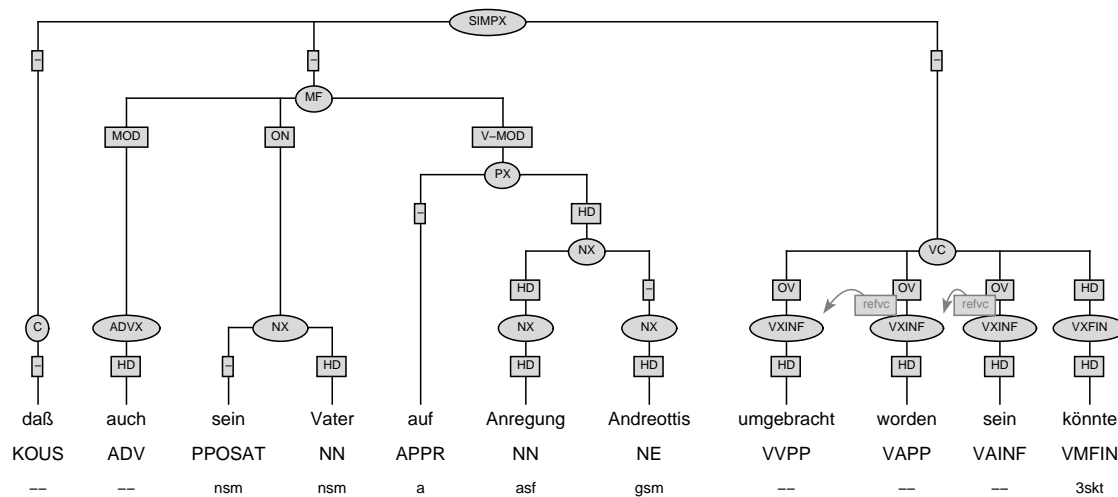 SIMPX
– – –
MF
MOD ON V–MOD
PX
– HD
NX VC
HD – OV OV OV HD
refvc refvc
C ADVX NX NX NX VXINF VXINF VXINF VXFIN
– HD – HD HD HD HD HD HD HD
daß auch sein Vater auf Anregung Andreottis umgebracht worden sein könnte
KOUS ADV PPOSAT NN APPR NN NE VVPP VAPP VAINF VMFIN
–– –– nsm nsm a asf gsm –– –– –– 3skt